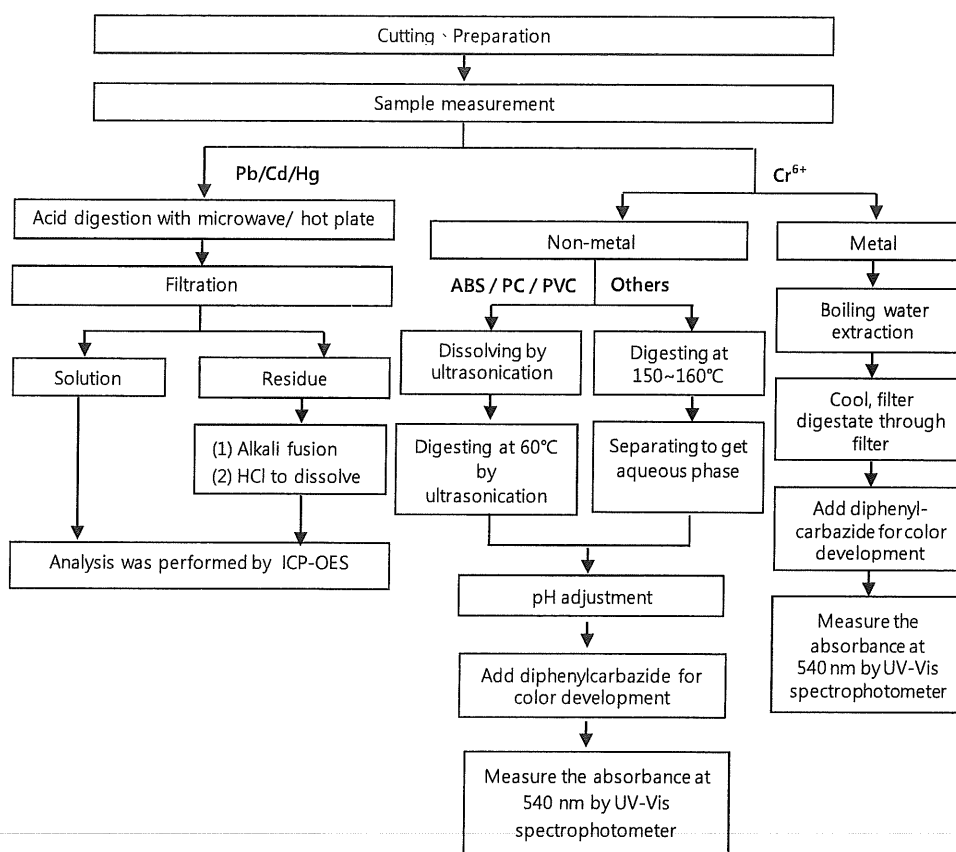 Cutting、Preparation
Sample measurement
Pb/Cd/Hg
Cr⁶⁺
Acid digestion with microwave/ hot plate
Non-metal
Metal
Filtration
ABS / PC / PVC
Others
Boiling water
extraction
Solution
Residue
Dissolving by
ultrasonication
Digesting at
150~160℃
Cool, filter
digestate through
filter
(1) Alkali fusion
(2) HCl to dissolve
Digesting at 60℃
by
ultrasonication
Separating to get
aqueous phase
Add diphenyl-
carbazide for color
development
Analysis was performed by ICP-OES
pH adjustment
Measure the
absorbance at
540 nm by UV-Vis
spectrophotometer
Add diphenylcarbazide for
color development
Measure the absorbance at
540 nm by UV-Vis
spectrophotometer